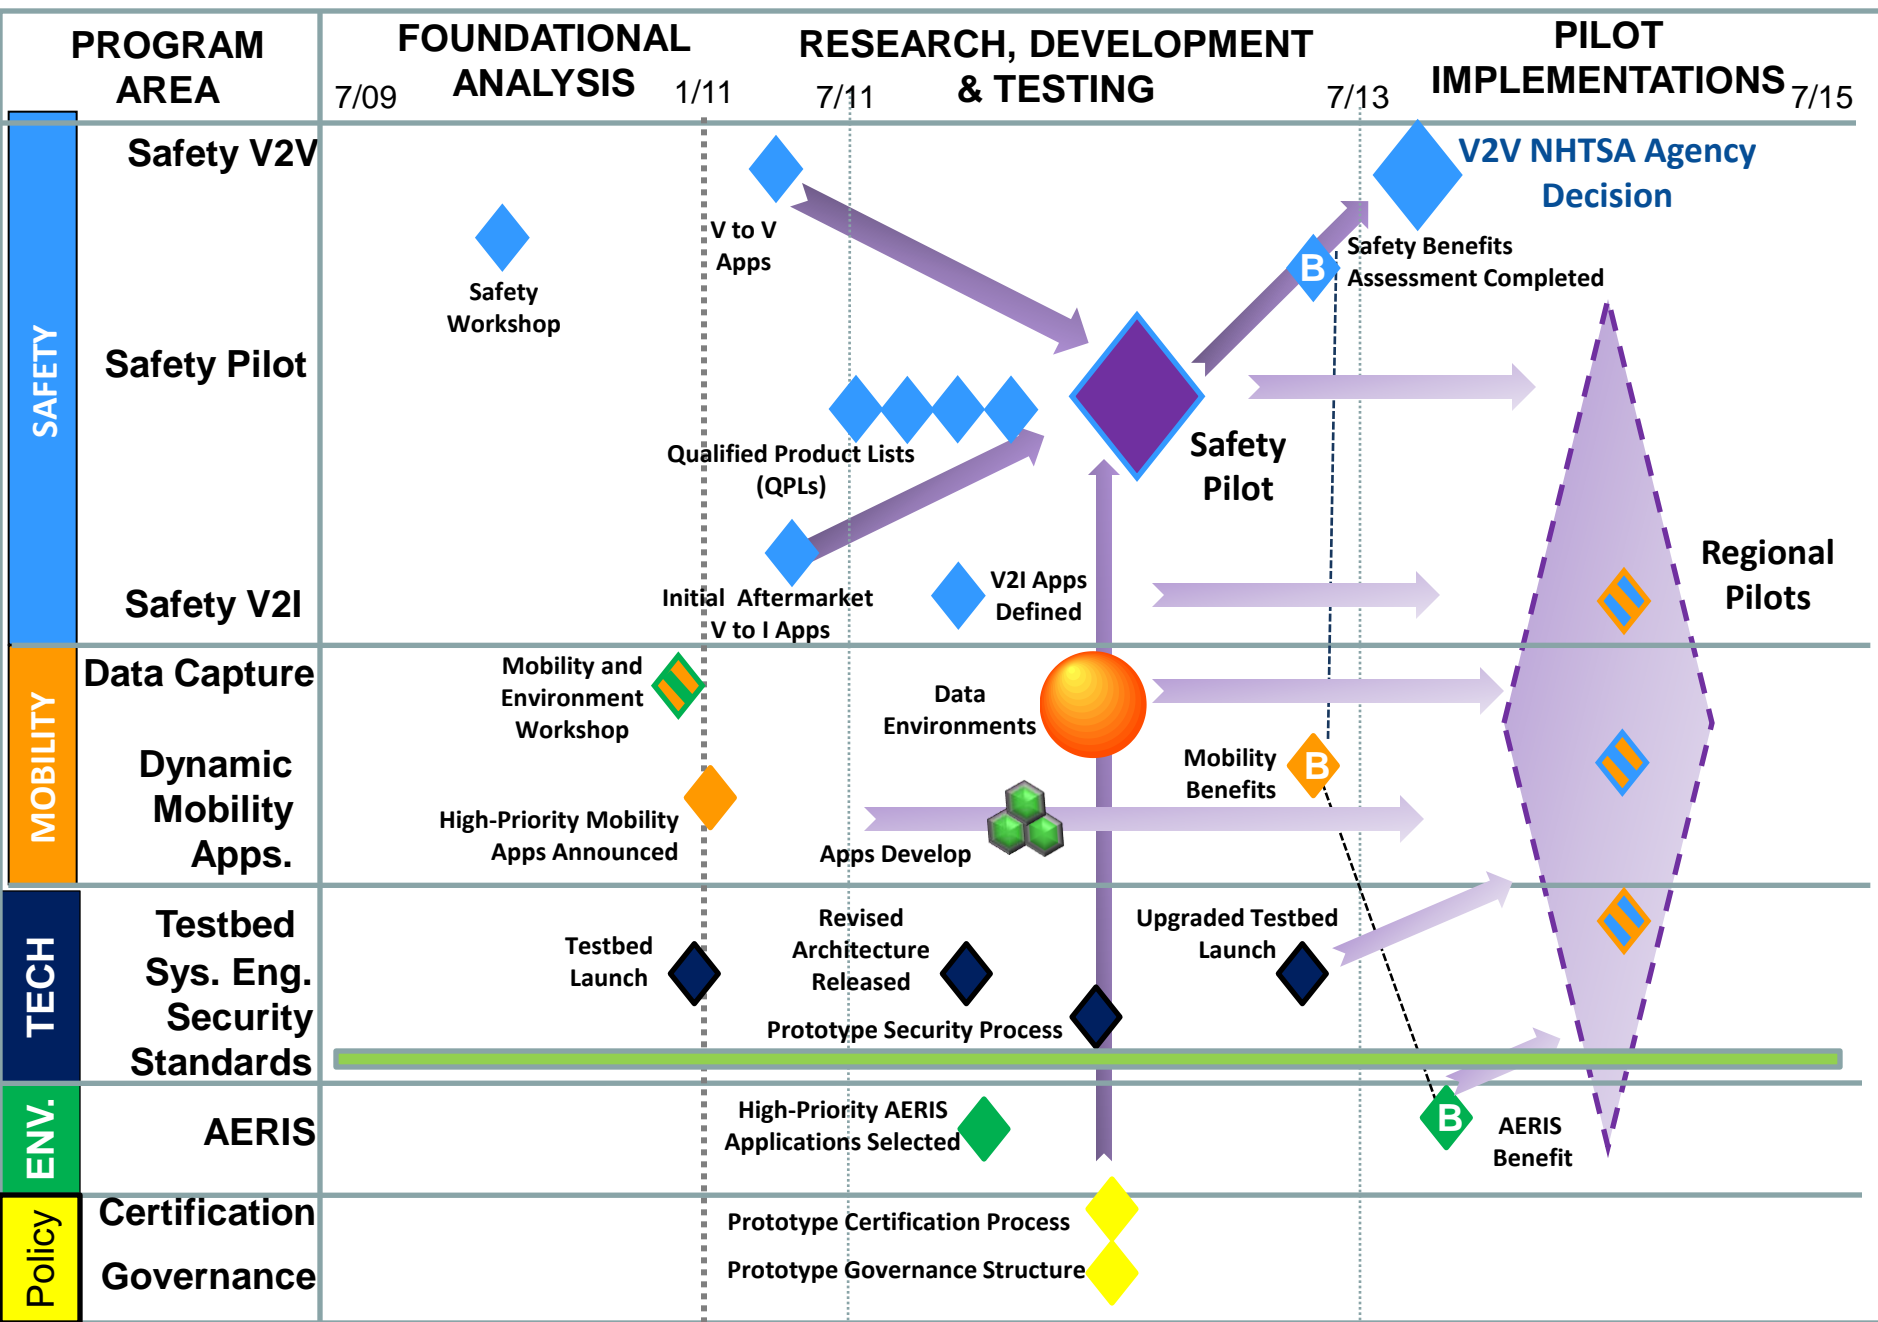 PROGRAM
AREA
FOUNDATIONAL
ANALYSIS
RESEARCH, DEVELOPMENT
& TESTING
PILOT
IMPLEMENTATIONS
7/09
1/11
7/11
7/13
7/15
SAFETY
Safety V2V
Safety Pilot
Safety V2I
V to V
Apps
Safety
Workshop
V2V NHTSA Agency
Decision
B
Safety Benefits
Assessment Completed
Qualified Product Lists
(QPLs)
Safety
Pilot
Initial Aftermarket
V to I Apps
V2I Apps
Defined
Regional
Pilots
MOBILITY
Data Capture
Dynamic
Mobility
Apps.
Mobility and
Environment
Workshop
Data
Environments
High-Priority Mobility
Apps Announced
Apps Develop
Mobility
Benefits
B
TECH
Testbed
Sys. Eng.
Security
Standards
Testbed
Launch
Revised
Architecture
Released
Upgraded Testbed
Launch
Prototype Security Process
ENV.
AERIS
High-Priority AERIS
Applications Selected
B
AERIS
Benefit
Policy
Certification
Governance
Prototype Certification Process
Prototype Governance Structure